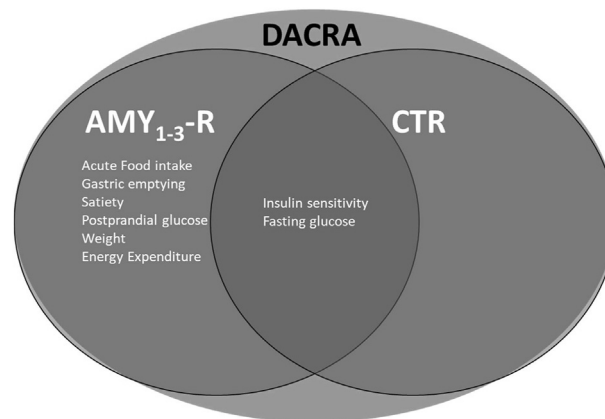 DACRA
AMY1-3-R
CTR
Acute Food intake
Gastric emptying
Satiety
Postprandial glucose
Weight
Energy Expenditure
Insulin sensitivity
Fasting glucose